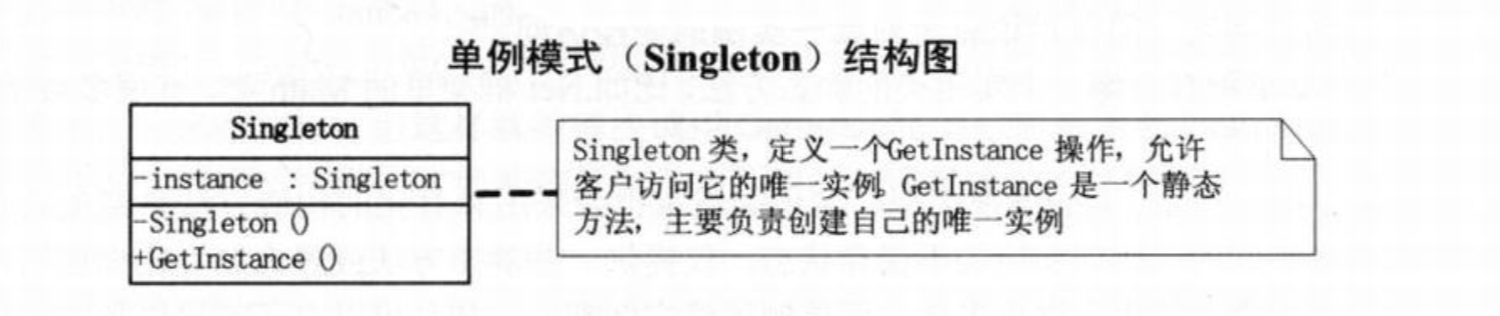 单例模式（Singleton）结构图
Singleton
-instance : Singleton
-Singleton()
+GetInstance()
Singleton 类，定义一个GetInstance 操作，允许
客户访问它的唯一实例。GetInstance 是一个静态
方法，主要负责创建自己的唯一实例